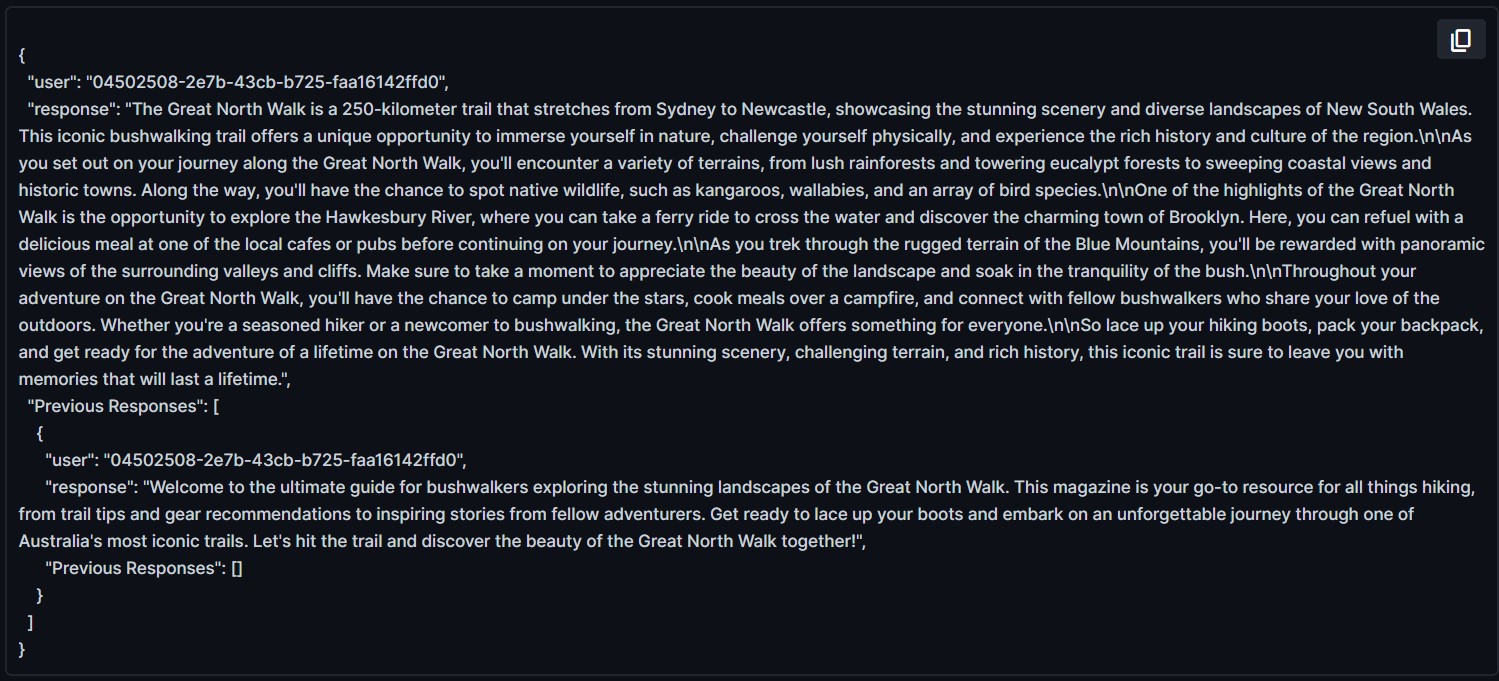 {
"user": "04502508-2e7b-43cb-b725-faa16142ffd0",
"response": "The Great North Walk is a 250-kilometer trail that stretches from Sydney to Newcastle, showcasing the stunning scenery and diverse landscapes of New South Wales.
This iconic bushwalking trail offers a unique opportunity to immerse yourself in nature, challenge yourself physically, and experience the rich history and culture of the region.\n\nAs
you set out on your journey along the Great North Walk, you'll encounter a variety of terrains, from lush rainforests and towering eucalypt forests to sweeping coastal views and
historic towns. Along the way, you'll have the chance to spot native wildlife, such as kangaroos, wallabies, and an array of bird species.\n\nOne of the highlights of the Great North
Walk is the opportunity to explore the Hawkesbury River, where you can take a ferry ride to cross the water and discover the charming town of Brooklyn. Here, you can refuel with a
delicious meal at one of the local cafes or pubs before continuing on your journey.\n\nAs you trek through the rugged terrain of the Blue Mountains, you'll be rewarded with panoramic
views of the surrounding valleys and cliffs. Make sure to take a moment to appreciate the beauty of the landscape and soak in the tranquility of the bush.\n\nThroughout your
adventure on the Great North Walk, you'll have the chance to camp under the stars, cook meals over a campfire, and connect with fellow bushwalkers who share your love of the
outdoors. Whether you're a seasoned hiker or a newcomer to bushwalking, the Great North Walk offers something for everyone.\n\nSo lace up your hiking boots, pack your backpack,
and get ready for the adventure of a lifetime on the Great North Walk. With its stunning scenery, challenging terrain, and rich history, this iconic trail is sure to leave you with
memories that will last a lifetime.",
"Previous Responses": [
{
"user": "04502508-2e7b-43cb-b725-faa16142ffd0",
"response": "Welcome to the ultimate guide for bushwalkers exploring the stunning landscapes of the Great North Walk. This magazine is your go-to resource for all things hiking,
from trail tips and gear recommendations to inspiring stories from fellow adventurers. Get ready to lace up your boots and embark on an unforgettable journey through one of
Australia's most iconic trails. Let's hit the trail and discover the beauty of the Great North Walk together!",
"Previous Responses": []
}
]
}